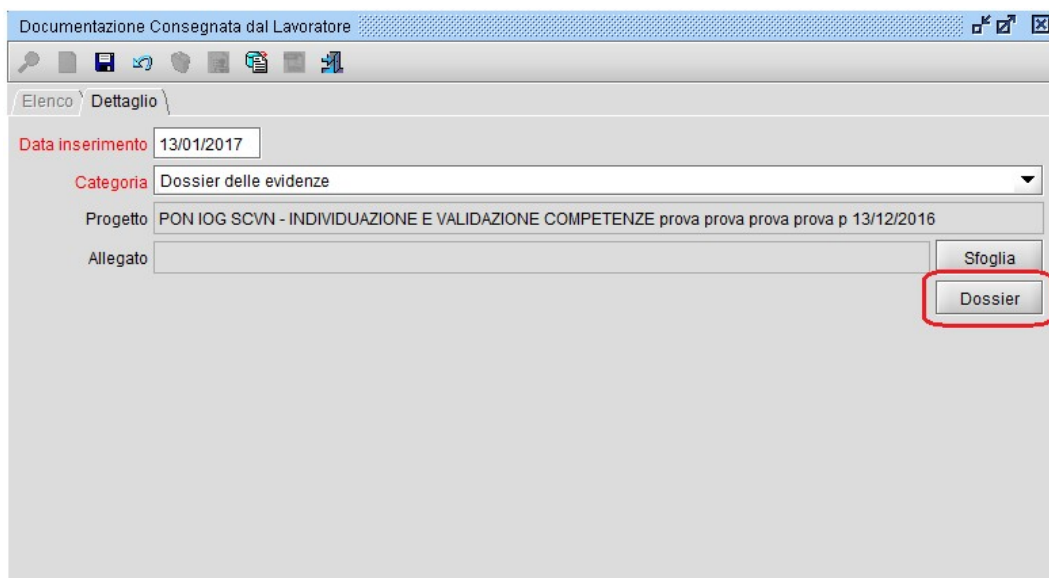 Documentazione Consegnata dal Lavoratore
Elenco Dettaglio
Data inserimento 13/01/2017
Categoria Dossier delle evidenze
Progetto PON IOG SCVN - INDIVIDUAZIONE E VALIDAZIONE COMPETENZE prova prova prova prova p 13/12/2016
Allegato Sfoglia
Dossier